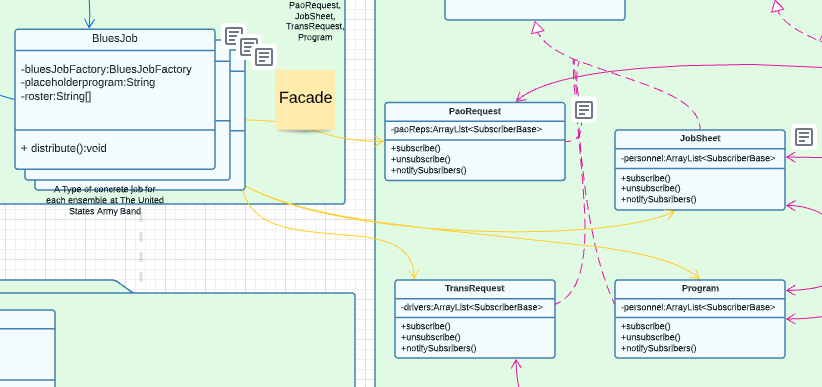 PaoRequest,
JobSheet,
TransRequest,
Program
BluesJob
-bluesJobFactory:BluesJobFactory
-placeholderprogram:String
-roster:String[]
+ distribute():void
A Type of concrete job for
each ensemble at The United
States Army Band
Facade
PaoRequest
-paoReps:ArrayList<SubscriberBase>
+subscribe()
+unsubscribe()
+notifySubsribers()
JobSheet
-personnel:ArrayList<SubscriberBase>
+subscribe()
+unsubscribe()
+notifySubsribers()
TransRequest
-drivers:ArrayList<SubscriberBase>
+subscribe()
+unsubscribe()
+notifySubsribers()
Program
-personnel:ArrayList<SubscriberBase>
+subscribe()
+unsubscribe()
+notifySubsribers()